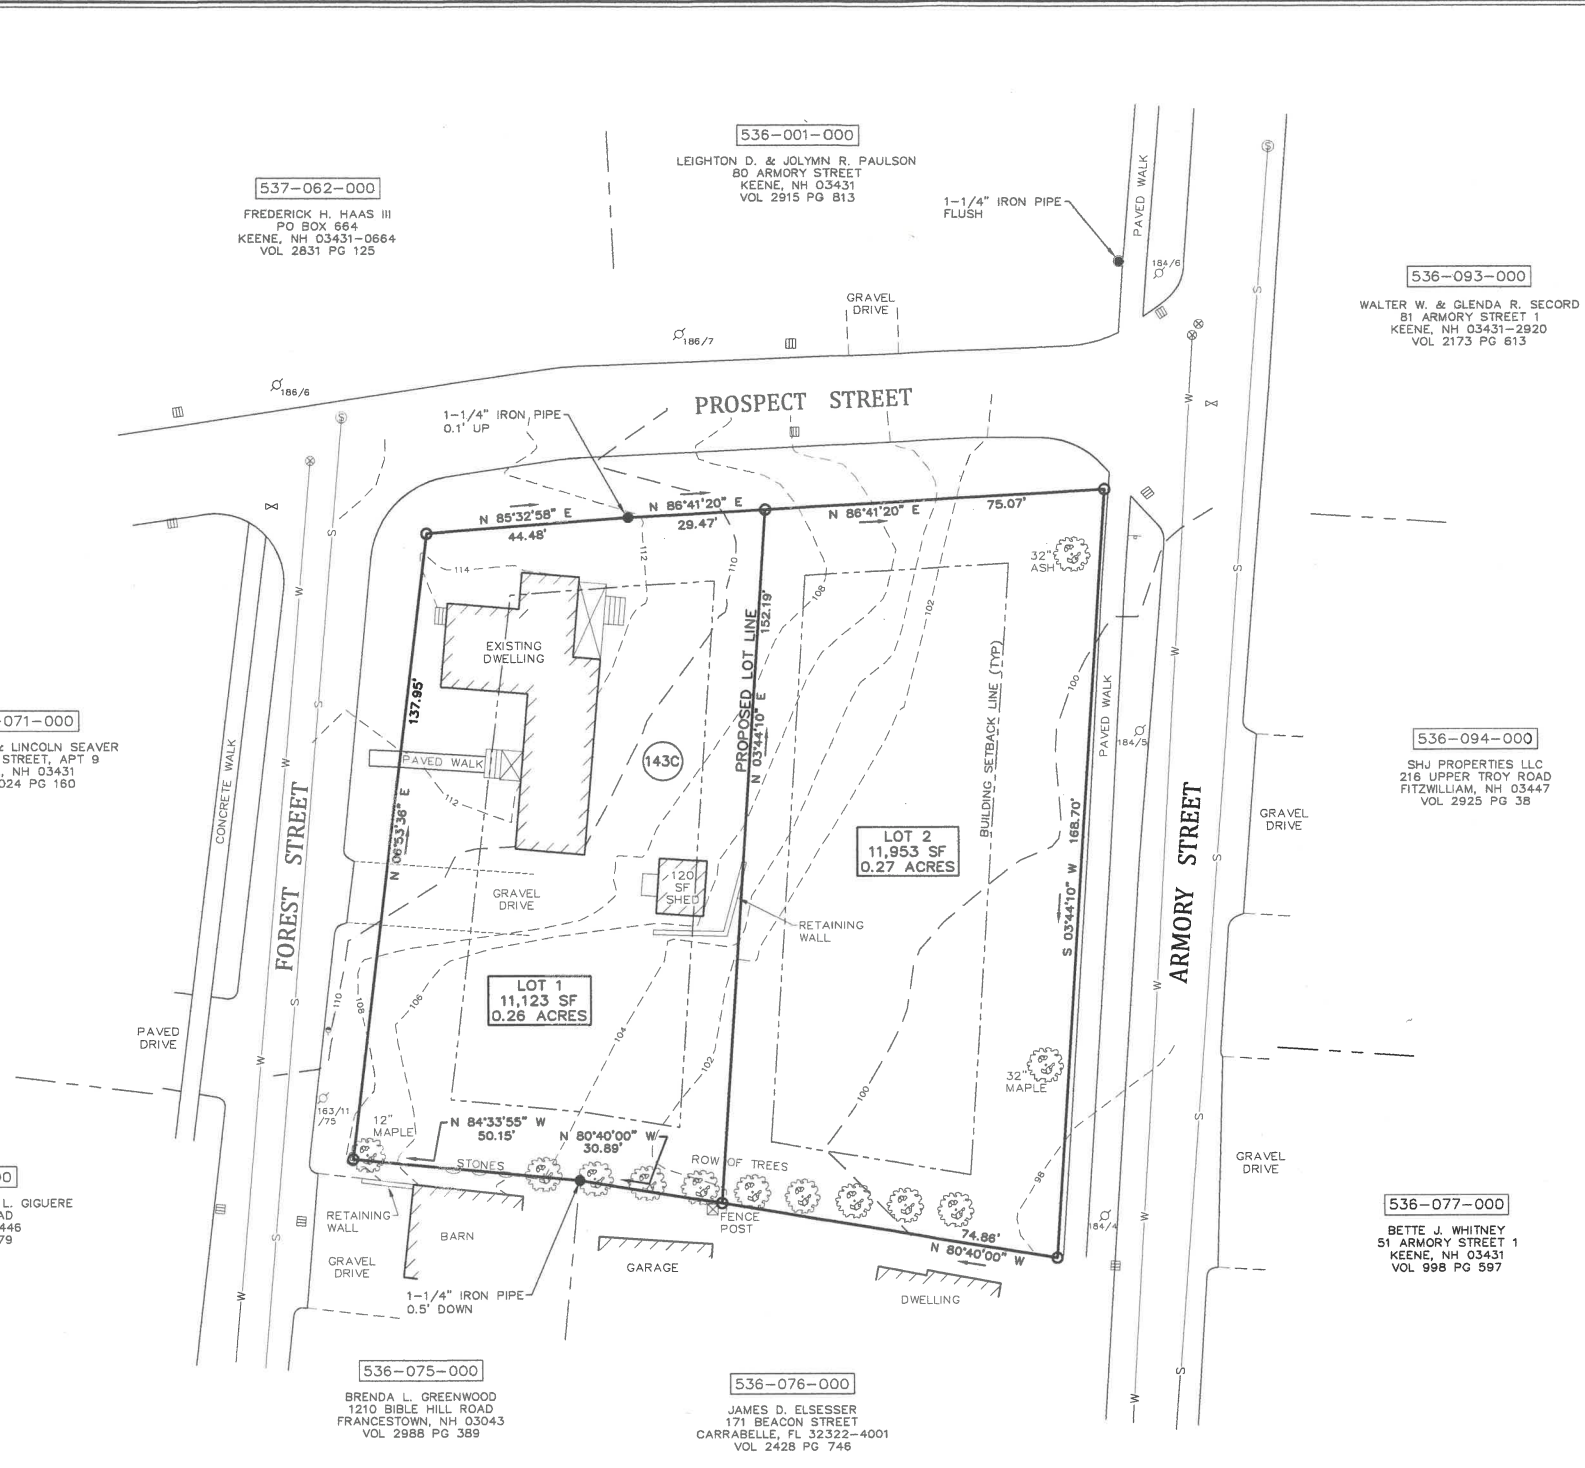 536-001-000
LEIGHTON D. & JOLYMN R. PAULSON
80 ARMORY STREET
KEENE, NH 03431
VOL 2915 PG 813
537-062-000
FREDERICK H. HAAS III
PO BOX 664
KEENE, NH 03431-0664
VOL 2831 PG 125
1-1/4" IRON PIPE
FLUSH
PAVED WALK
184/6
536-093-000
WALTER W. & GLENDA R. SECORD
81 ARMORY STREET 1
KEENE, NH 03431-2920
VOL 2173 PG 613
GRAVEL
DRIVE
186/7
186/6
PROSPECT STREET
1-1/4" IRON PIPE
0.1' UP
N 85°32'58" E
44.48'
N 86°41'20" E
29.47'
N 86°41'20" E
75.07'
32"
ASH
114
112
110
108
102
100
EXISTING
DWELLING
PROPOSED LOT LINE
152.19'
N 03°44'10" E
BUILDING SETBACK LINE (TYP)
137.95'
N 06°53'36" E
PAVED WALK
112
143C
PAVED WALK
184/5
-071-000
& LINCOLN SEAVER
STREET, APT 9
, NH 03431
024 PG 160
CONCRETE WALK
FOREST STREET
536-094-000
SHJ PROPERTIES LLC
216 UPPER TROY ROAD
FITZWILLIAM, NH 03447
VOL 2925 PG 38
GRAVEL
DRIVE
ARMORY STREET
168.70'
S 03°44'10" W
LOT 2
11,953 SF
0.27 ACRES
120
SF
SHED
GRAVEL
DRIVE
RETAINING
WALL
LOT 1
11,123 SF
0.26 ACRES
110
108
106
104
102
100
98
PAVED
DRIVE
163/11
/75
12"
MAPLE
32"
MAPLE
N 84°33'55" W
50.15'
N 80°40'00" W
30.89'
STONES
ROW OF TREES
FENCE
POST
74.86'
N 80°40'00" W
184/4
GRAVEL
DRIVE
RETAINING
WALL
BARN
GRAVEL
DRIVE
GARAGE
DWELLING
1-1/4" IRON PIPE
0.5' DOWN
L. GIGUERE
536-077-000
BETTE J. WHITNEY
51 ARMORY STREET 1
KEENE, NH 03431
VOL 998 PG 597
536-075-000
BRENDA L. GREENWOOD
1210 BIBLE HILL ROAD
FRANCESTOWN, NH 03043
VOL 2988 PG 389
536-076-000
JAMES D. ELSESSER
171 BEACON STREET
CARRABELLE, FL 32322-4001
VOL 2428 PG 746